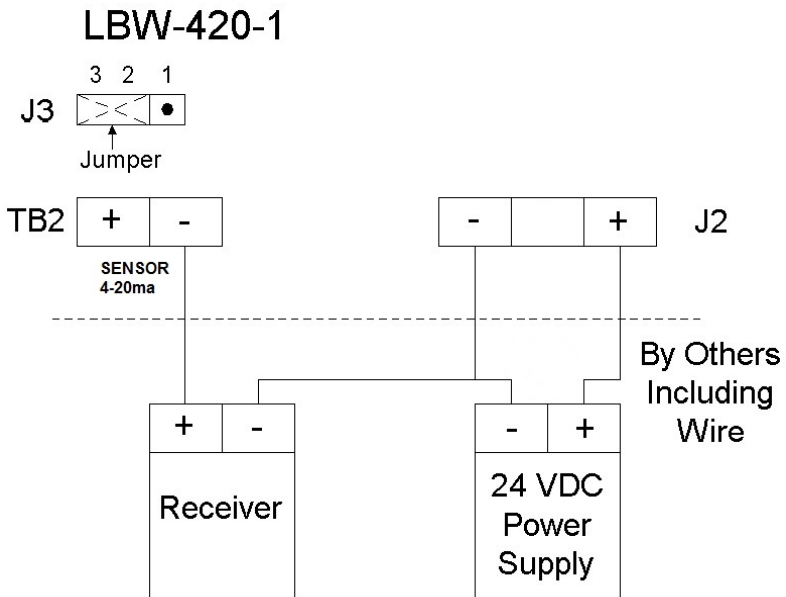 LBW-420-1
3 2 1
J3
Jumper
TB2 + -
- + J2
SENSOR
4-20ma
By Others
Including
Wire
+ -
- +
Receiver
24 VDC
Power
Supply